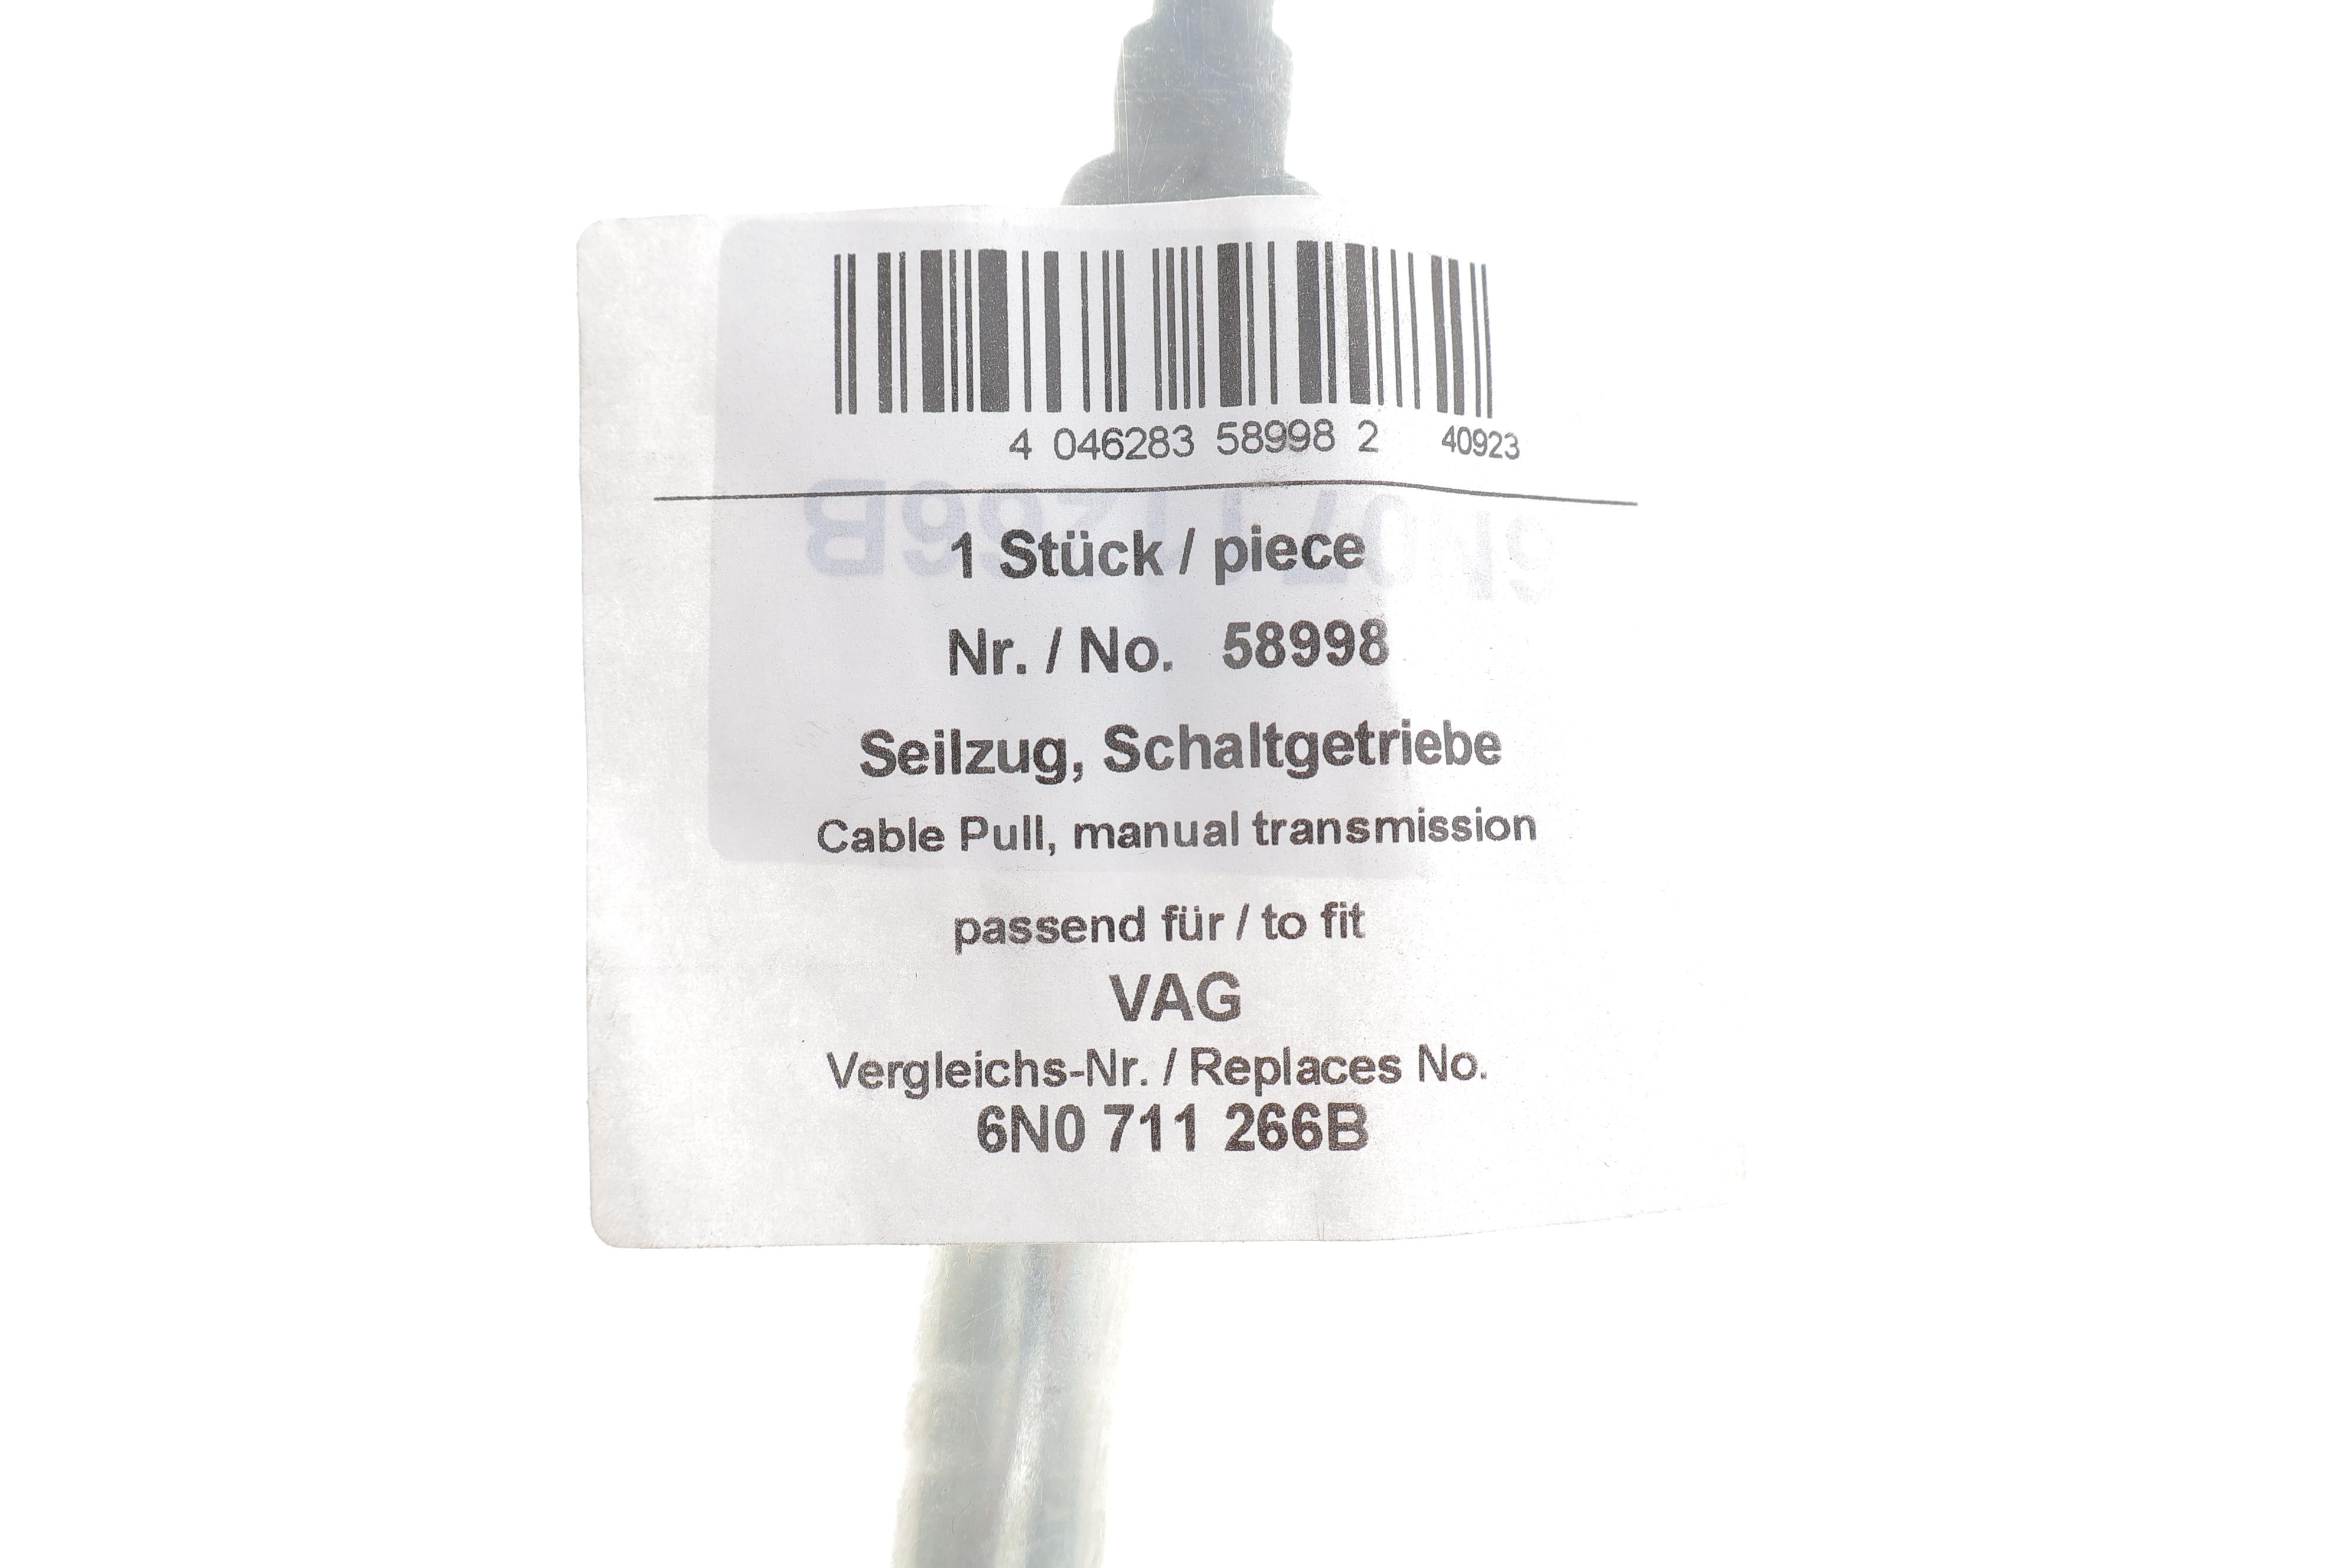 4 046283 58998 2 40923
1 Stück / piece
Nr. / No. 58998
Seilzug, Schaltgetriebe
Cable Pull, manual transmission
passend für / to fit
VAG
Vergleichs-Nr. / Replaces No.
6N0 711 266B